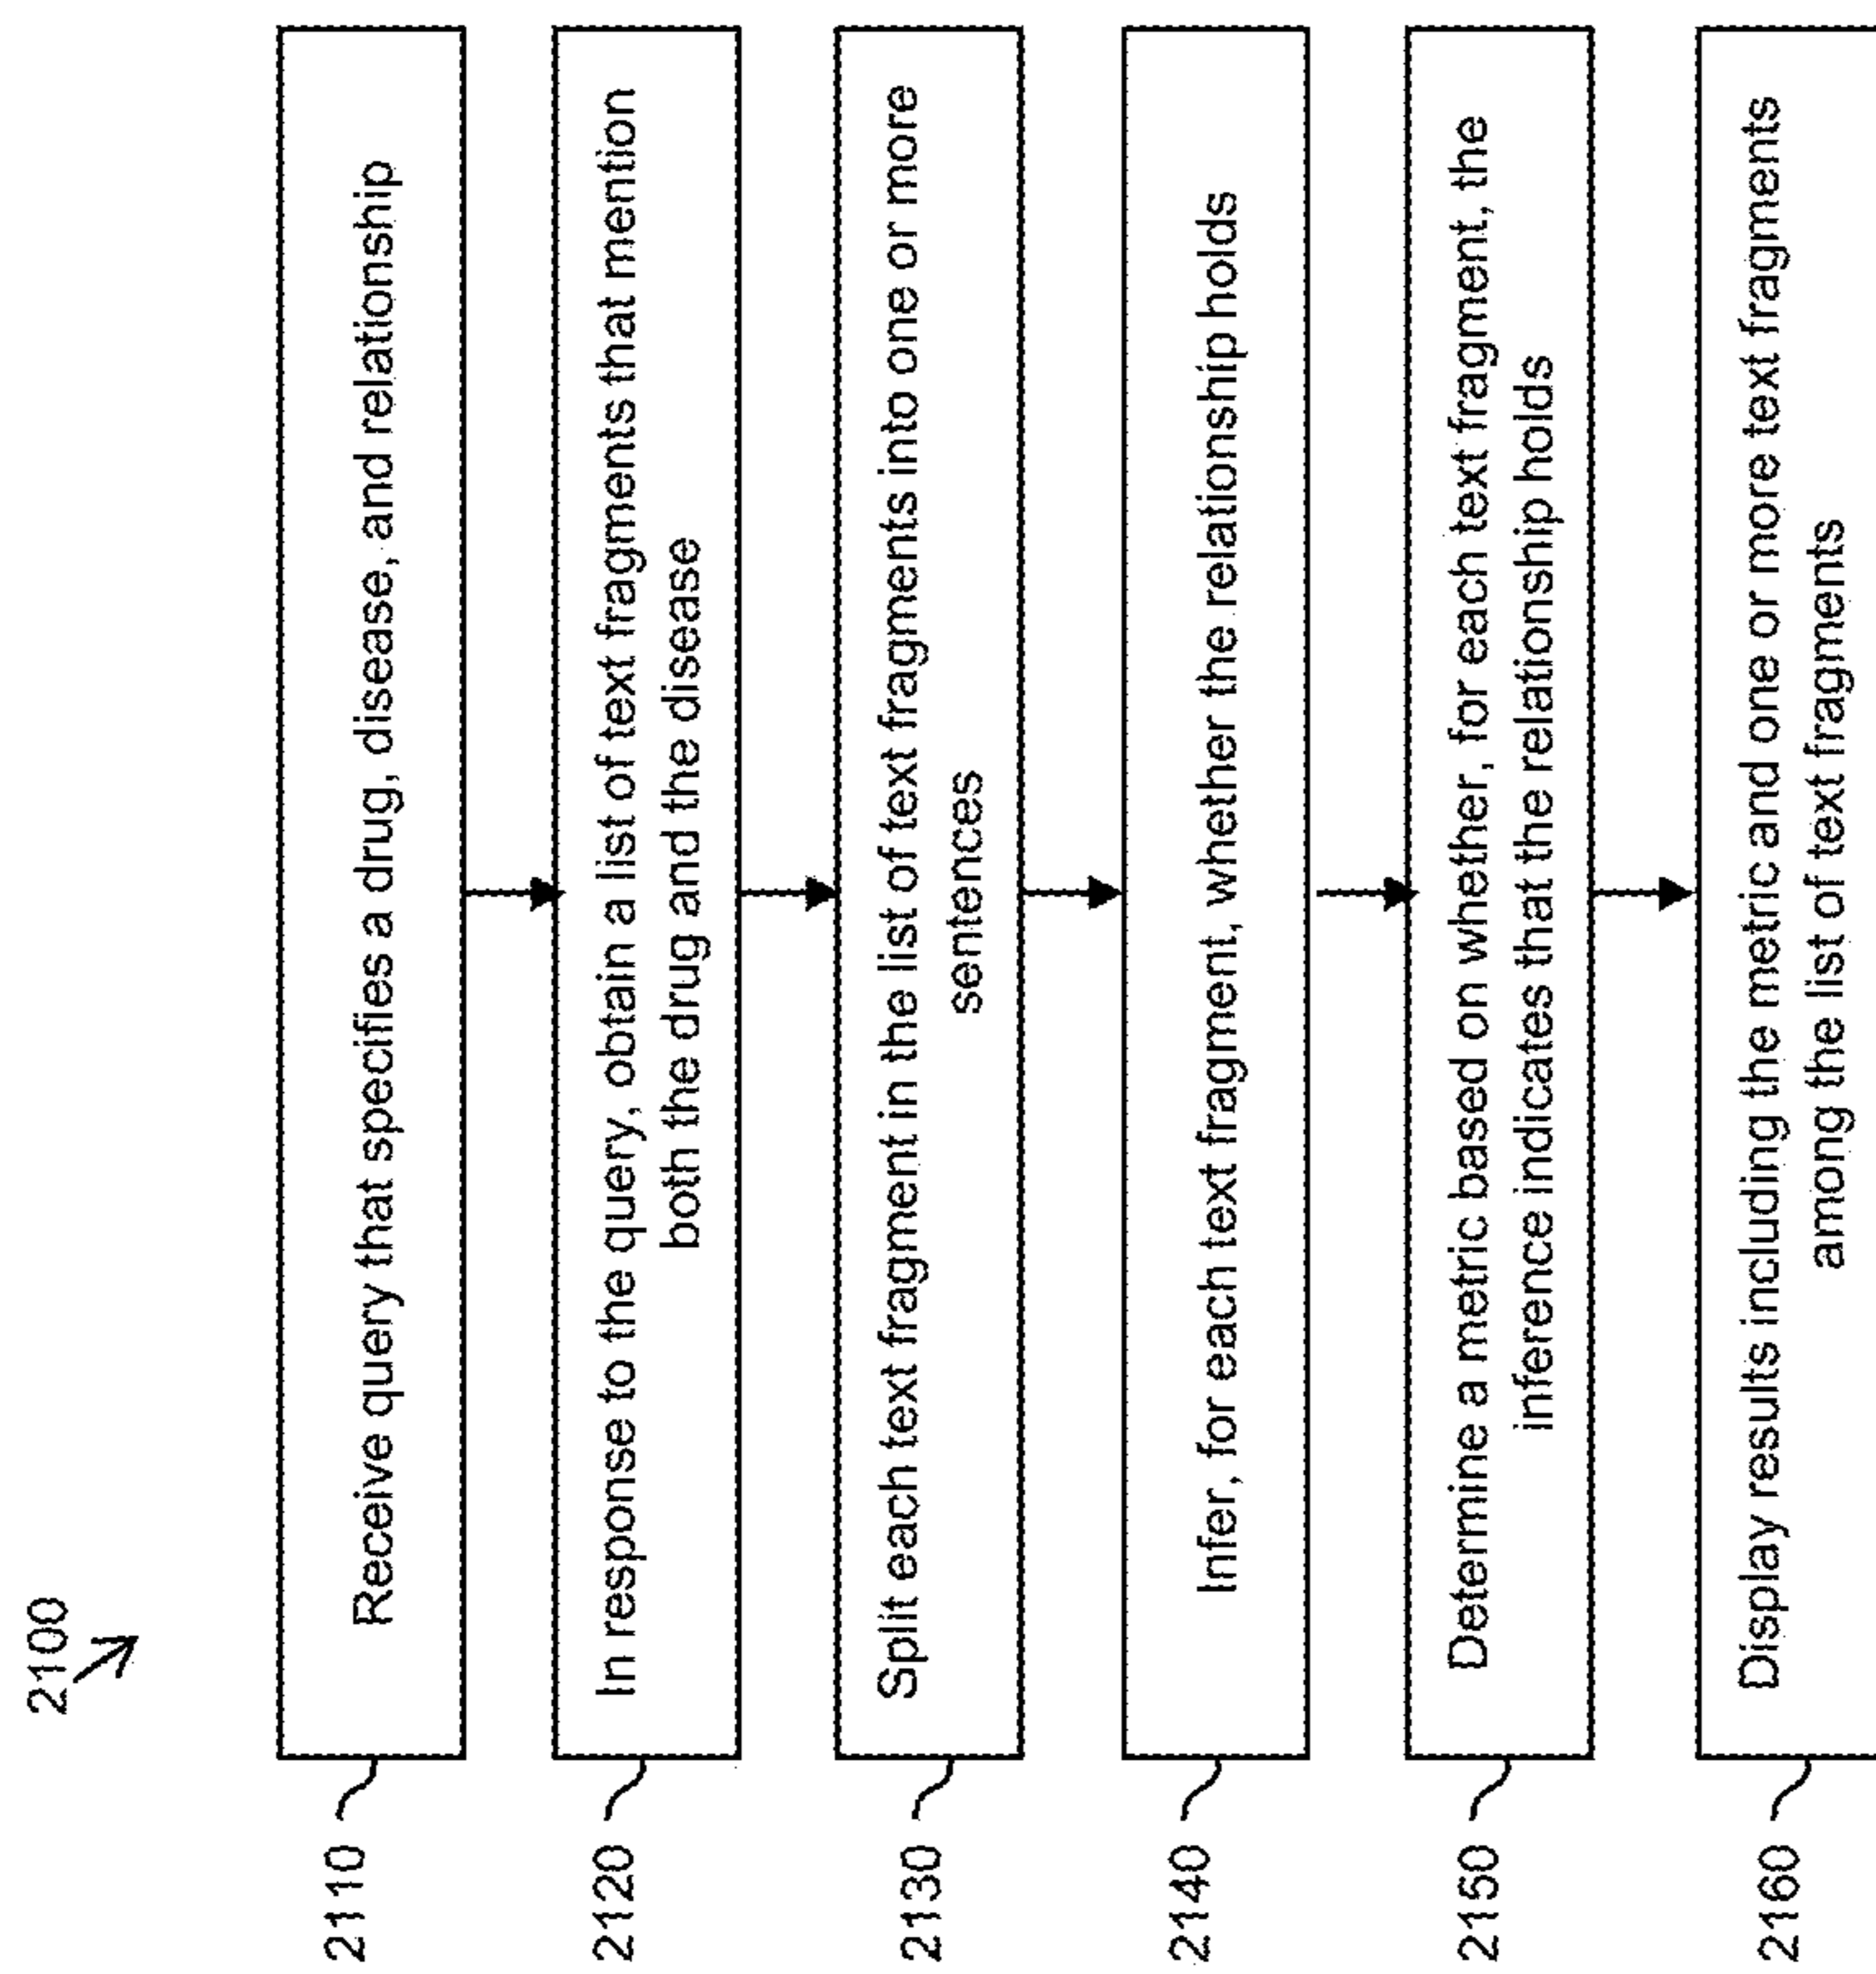 2100
2110
Receive query that specifies a drug, disease, and relationship
2120
In response to the query, obtain a list of text fragments that mention
both the drug and the disease
2130
Split each text fragment in the list of text fragments into one or more
sentences
2140
Infer, for each text fragment, whether the relationship holds
2150
Determine a metric based on whether, for each text fragment, the
inference indicates that the relationship holds
2160
Display results including the metric and one or more text fragments
among the list of text fragments